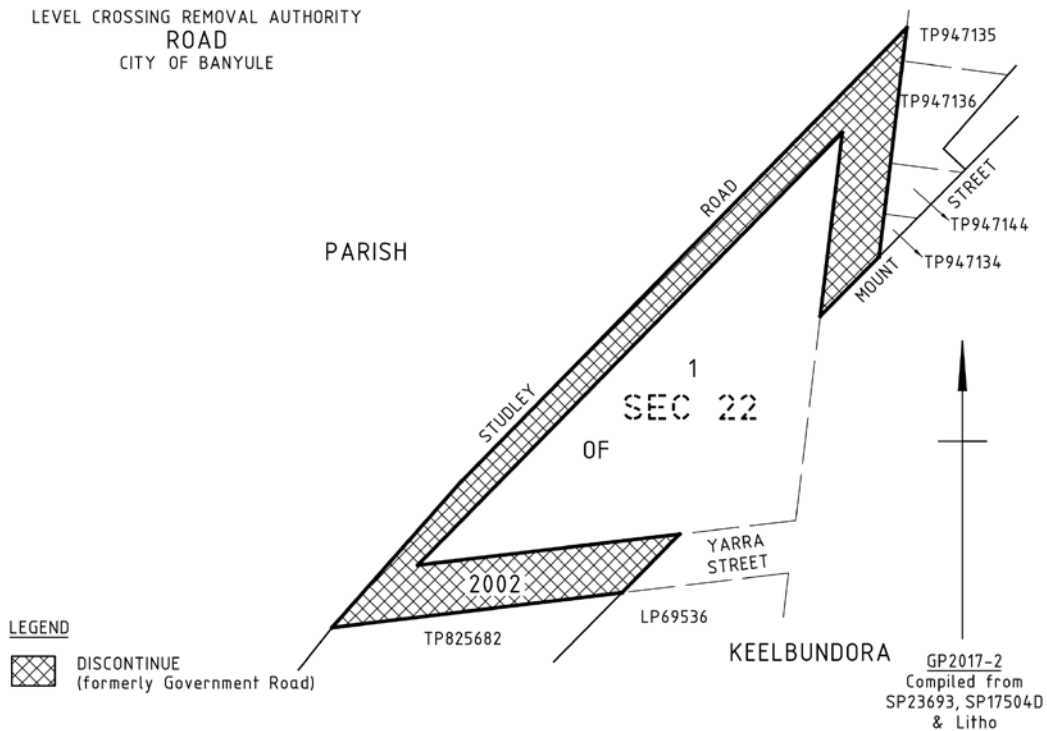 LEVEL CROSSING REMOVAL AUTHORITY
ROAD
CITY OF BANYULE
TP947135
TP947136
ROAD
STREET
TP947144
TP947134
MOUNT
PARISH
1
SEC 22
STUDLEY
OF
YARRA
STREET
2002
LP69536
TP825682
KEELBUNDORA
LEGEND
DISCONTINUE
(formerly Government Road)
GP2017-2
Compiled from
SP23693, SP17504D
& Litho